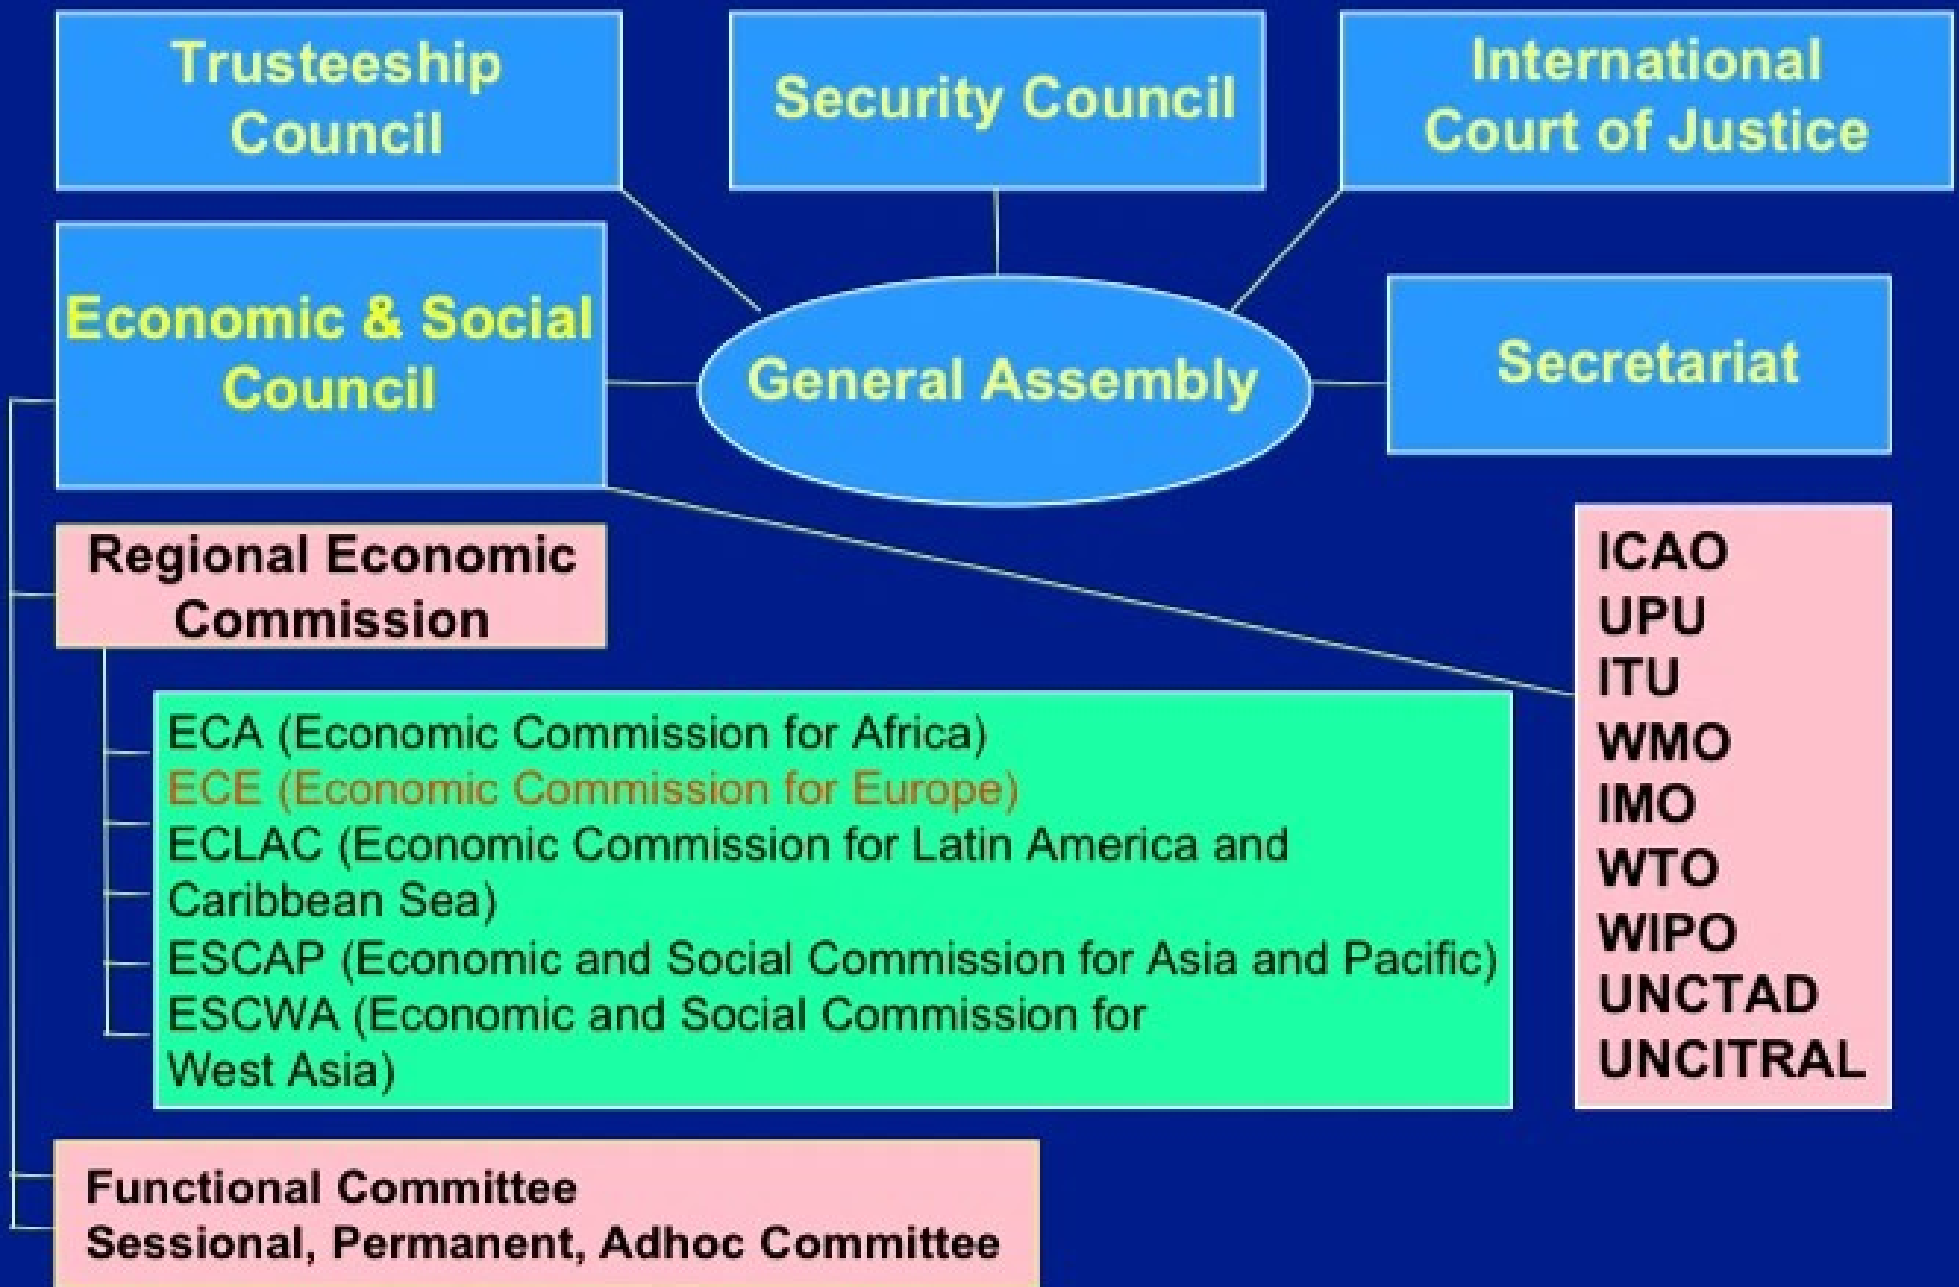 Trusteeship
Council
Security Council
International
Court of Justice
Economic & Social
Council
General Assembly
Secretariat
Regional Economic
Commission
ECA (Economic Commission for Africa)
ECE (Economic Commission for Europe)
ECLAC (Economic Commission for Latin America and
Caribbean Sea)
ESCAP (Economic and Social Commission for Asia and Pacific)
ESCWA (Economic and Social Commission for
West Asia)
ICAO
UPU
ITU
WMO
IMO
WTO
WIPO
UNCTAD
UNCITRAL
Functional Committee
Sessional, Permanent, Adhoc Committee